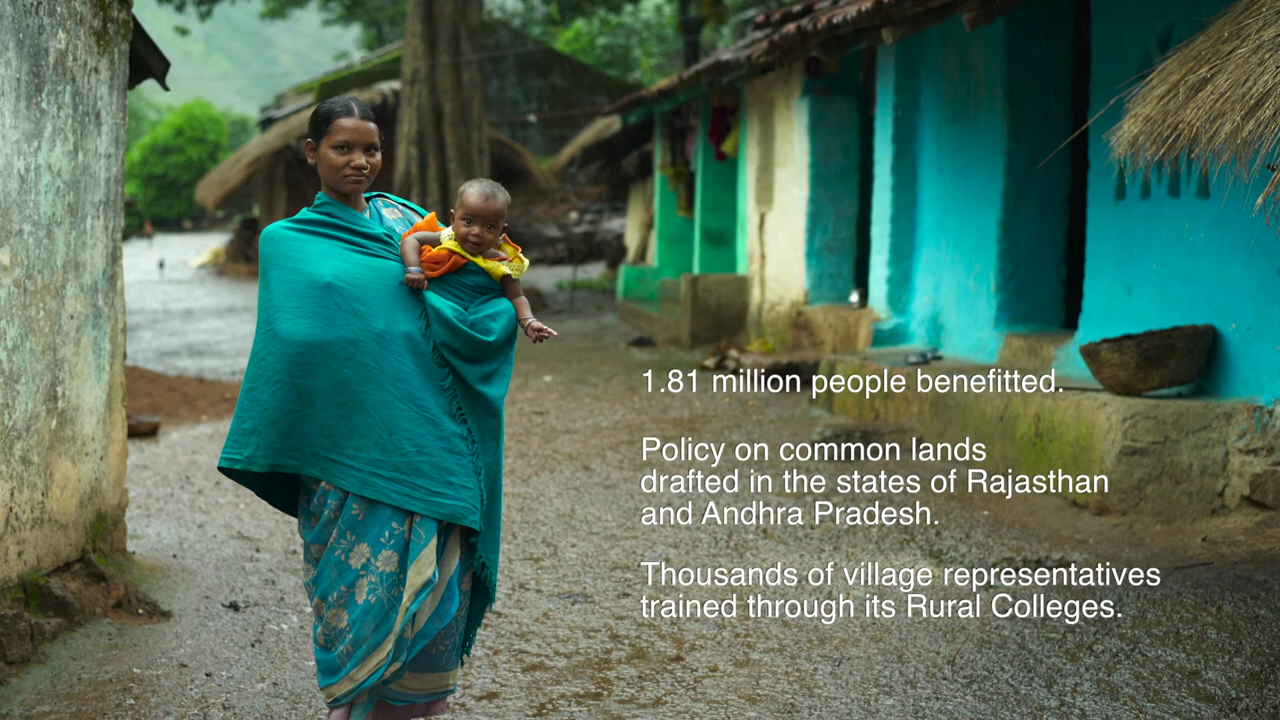 1.81 million people benefitted.
Policy on common lands
drafted in the states of Rajasthan
and Andhra Pradesh.
Thousands of village representatives
trained through its Rural Colleges.